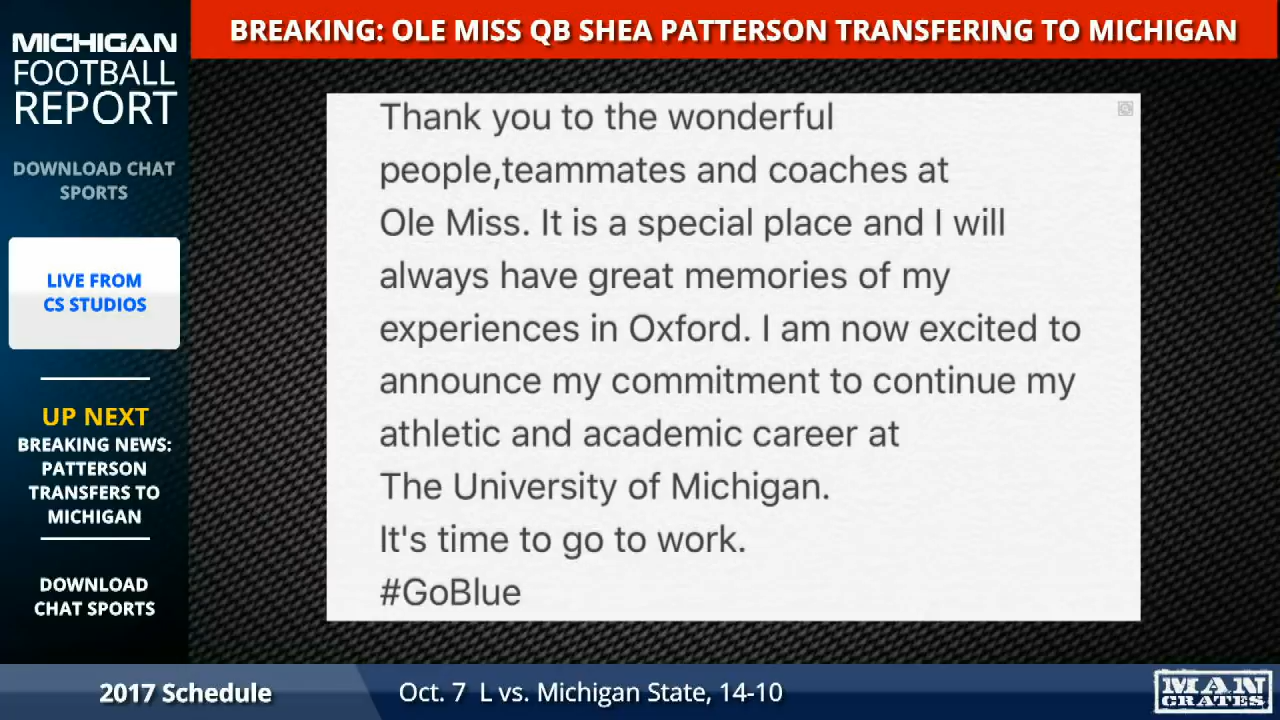 BREAKING: OLE MISS QB SHEA PATTERSON TRANSFERING TO MICHIGAN
MICHIGAN
FOOTBALL
REPORT
DOWNLOAD CHAT
SPORTS
LIVE FROM
CS STUDIOS
UP NEXT
BREAKING NEWS:
PATTERSON
TRANSFERS TO
MICHIGAN
DOWNLOAD
CHAT SPORTS
Thank you to the wonderful
people,teammates and coaches at
Ole Miss. It is a special place and I will
always have great memories of my
experiences in Oxford. I am now excited to
announce my commitment to continue my
athletic and academic career at
The University of Michigan.
It's time to go to work.
#GoBlue
2017 Schedule
Oct. 7 L vs. Michigan State, 14-10
MAN
CRATES